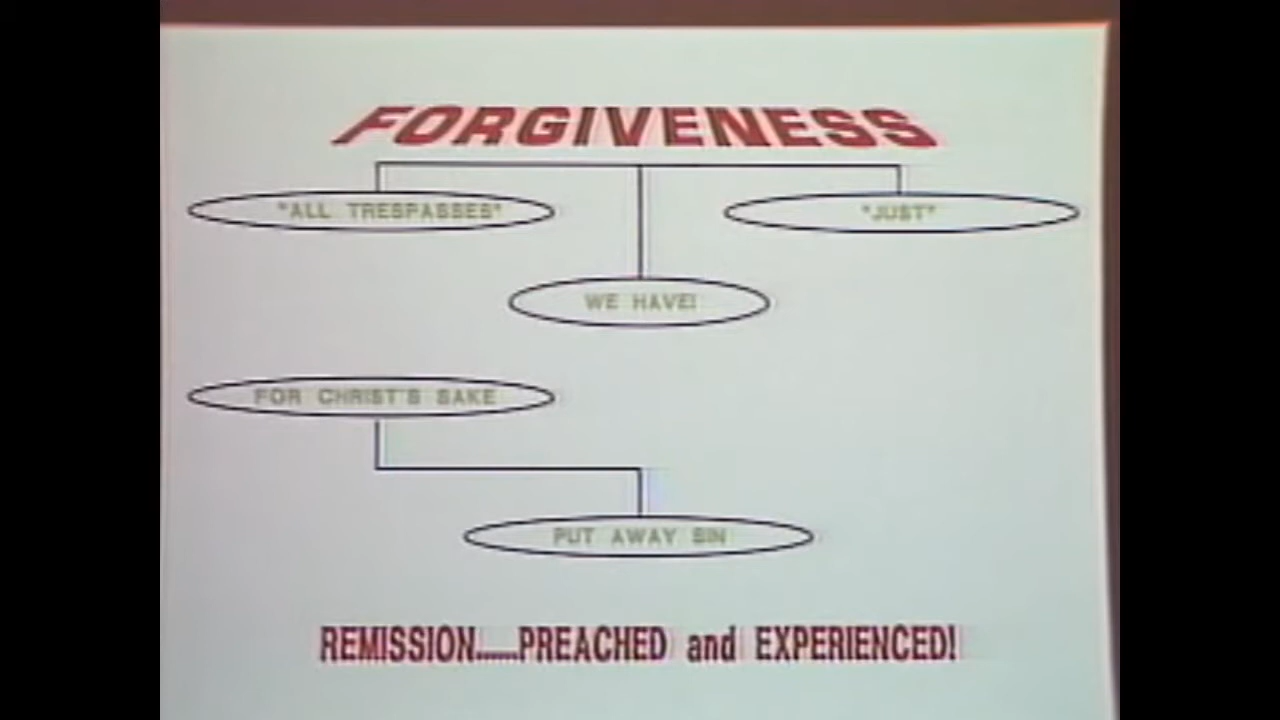 FORGIVENESS
"ALL TRESPASSES"
"JUST"
WE HAVE!
FOR CHRIST'S SAKE
PUT AWAY SIN
REMISSION......PREACHED and EXPERIENCED!